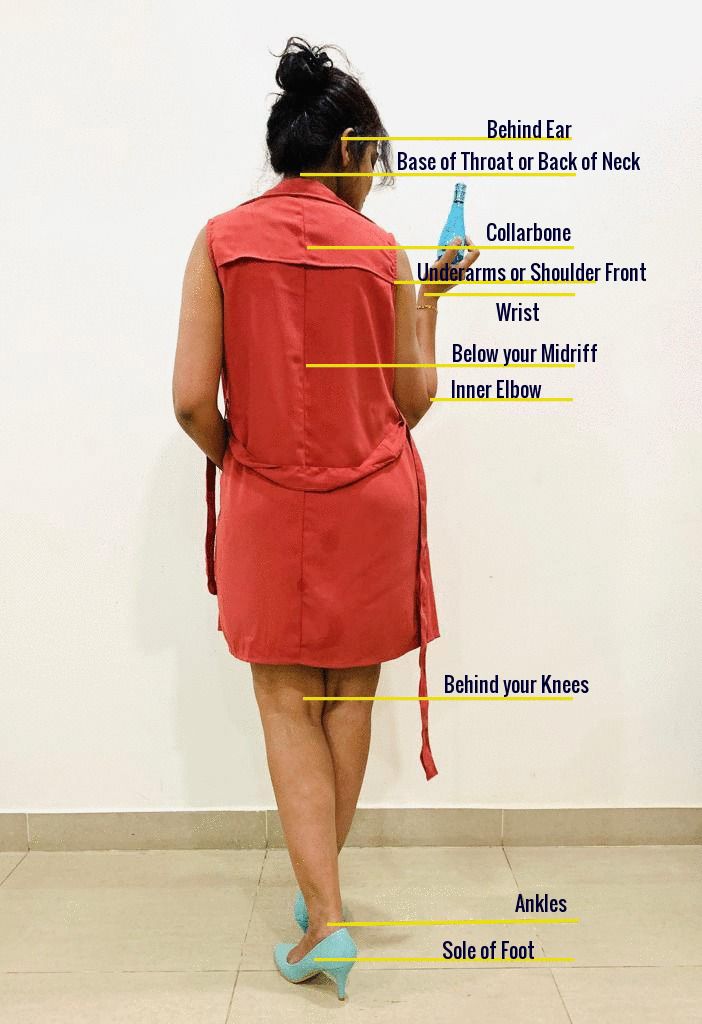 Behind Ear
Base of Throat or Back of Neck
Collarbone
Underarms or Shoulder Front
Wrist
Below your Midriff
Inner Elbow
Behind your Knees
Ankles
Sole of Foot